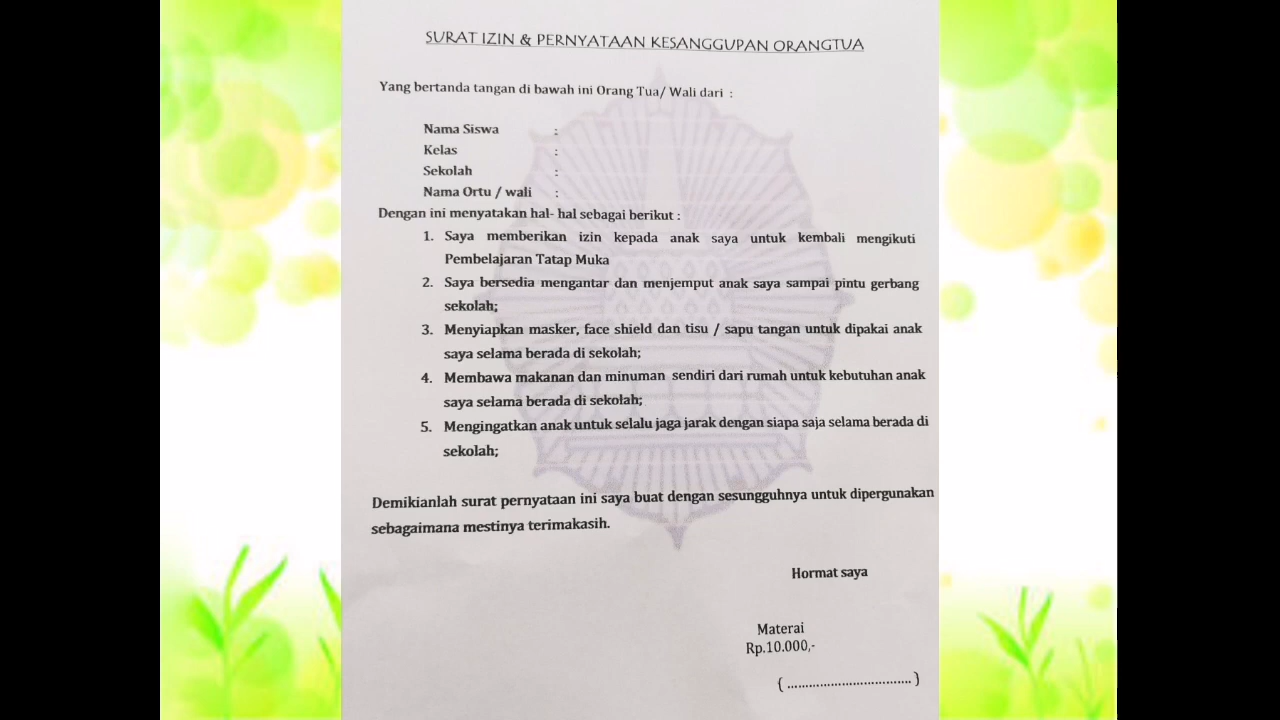 SURAT IZIN & PERNYATAAN KESANGGUPAN ORANGTUA
Yang bertanda tangan di bawah ini Orang Tua/ Wali dari :
Nama Siswa :
Kelas :
Sekolah :
Nama Ortu / wali :
Dengan ini menyatakan hal- hal sebagai berikut :
1. Saya memberikan izin kepada anak saya untuk kembali mengikuti
Pembelajaran Tatap Muka
2. Saya bersedia mengantar dan menjemput anak saya sampai pintu gerbang
sekolah;
3. Menyiapkan masker, face shield dan tisu / sapu tangan untuk dipakai anak
saya selama berada di sekolah;
4. Membawa makanan dan minuman sendiri dari rumah untuk kebutuhan anak
saya selama berada di sekolah;
5. Mengingatkan anak untuk selalu jaga jarak dengan siapa saja selama berada di
sekolah;
Demikianlah surat pernyataan ini saya buat dengan sesungguhnya untuk dipergunakan
sebagaimana mestinya terimakasih.
Hormat saya
Materai
Rp.10.000,-
( .................................. )